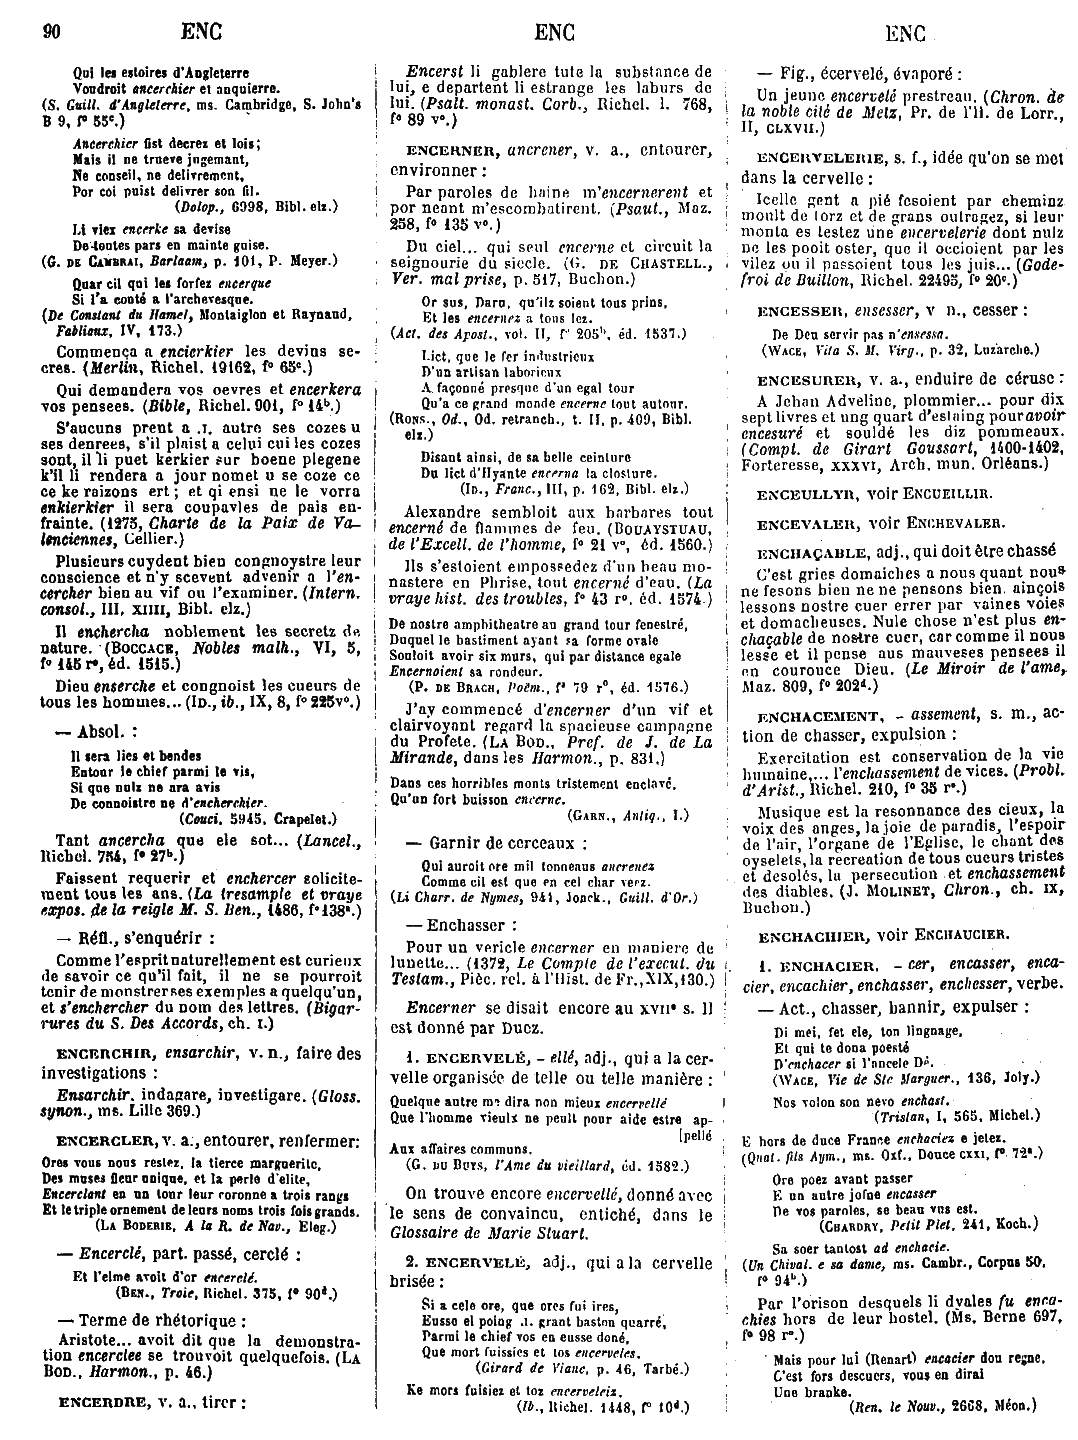 90 ENC ENC ENC
Qui les estoires d'Angleterre
Voudroit encerchier et anquierre.
(S. Guill. d'Angleterre, ms. Cambridge, S. John's
B 9, f° 55c.)
Ancerchier fist decrez et lois;
Mais il ne trueve jugemant,
Ne conseil, ne delivrement,
Por coi puist delivrer son fil.
(Dolop., 6998, Bibl. elz.)
Li viez encerke sa devise
De toutes pars en mainte guise.
(G. DE CAMBRAI, Barlaam, p. 101, P. Meyer.)
Quar cil qui les forfez encerque
Si l'a conté a l'archevesque.
(De Constant du Hamel, Montaiglon et Raynaud,
Fabliaux, IV, 173.)
Commença a encierkier les devins se-
cres. (Merlin, Richel. 19162, f° 65c.)
Qui demandera vos oevres et encerkera
vos pensees. (Bible, Richel. 901, f° 14b.)
S'aucuns prent a .I. autre ses cozes u
ses denrees, s'il plaist a celui cui les cozes
sont, il li puet kerkier sur boene plegene
k'il li rendera a jour nomet u se coze ce
ce ke raizons ert; et qi ensi ne le vorra
enkierkier il sera coupavles de pais en-
frainte. (1275, Charte de la Paix de Va-
lenciennes, Cellier.)
Plusieurs cuydent bien congnoystre leur
conscience et n'y scevent advenir a l'en-
cercher bien au vif ou l'examiner. (Intern.
consol., III, XIIII, Bibl. elz.)
Il enchercha noblement les secretz de
nature. (BOCCACE, Nobles malh., VI, 5,
f° 145 r°, éd. 1515.)
Dieu enserche et congnoist les cueurs de
tous les hommes... (ID., ib., IX, 8, f° 225v°.)
— Absol. :
Il sera lies et bendes
Entour le chief parmi le vis,
Si que nulz ne ara avis
De connoistre ne d'encherchier.
(Couci, 5945, Crapelet.)
Tant ancercha que ele sot... (Lancel.,
Richel. 754, f° 27b.)
Faissent requerir et enchercer solicite-
ment tous les ans. (La tresample et vraye
expos. de la reigle M. S. Ben., 1486, f° 138a.)
— Réfl., s'enquérir :
Comme l'esprit naturellement est curieux
de savoir ce qu'il fait, il ne se pourroit
tenir de monstrer ses exemples a quelqu'un,
et s'enchercher du nom des lettres. (Bigar-
rures du S. Des Accords, ch. I.)
ENCERCHIR, ensarchir, v. n., faire des
investigations :
Ensarchir, indagare, investigare. (Gloss.
synon., ms. Lille 369.)
ENCERCLER, v. a., entourer, renfermer:
Ores vous nous restez, la tierce marguerite,
Des muses fleur unique, et la perle d'elite,
Encerclant en un tour leur coronne a trois rangs
Et le triple ornement de leurs noms trois fois grands.
(LA BODERIE, A la R. de Nav., Eleg.)
— Encerclé, part. passé, cerclé :
Et l'elme avoit d'or encerclé.
(BEN., Troie, Richel. 375, f° 90d.)
— Terme de rhétorique :
Aristote... avoit dit que la demonstra-
tion encerclee se trouvoit quelquefois. (LA
BOD., Harmon., p. 46.)
ENCERDRE, v. a., tirer :
Encerst li gablere tute la substance de
lui, e departent li estrange les laburs de
lui. (Psalt. monast. Corb., Richel. l. 768,
f° 89 v°.)
ENCERNER, ancrener, v. a., entourer,
environner :
Par paroles de haine m'encernerent et
por neant m'escombatirent. (Psaut., Maz.
258, f° 135 v°.)
Du ciel... qui seul encerne et circuit la
seigneurie du siecle. (G. DE CHASTELL.,
Ver. mal prise, p. 517, Buchon.)
Or sus, Daru, qu'ilz soient tous prins,
Et les encernez a tous lez.
(Act. des Apost., vol. II, f° 205b, éd. 1537.)
Lict, que le fer industrieux
D'un artisan laborieux
A façonné presque d'un egal tour
Qu'a ce grand monde encerne tout autour.
(RONS., Od., Od. retranch., t. II, p. 409, Bibl.
elz.)
Disant ainsi, de sa belle ceinture
Du lict d'Hyante encerna la closture.
(ID., Franc., III, p. 162, Bibl. elz.)
Alexandre sembloit aux barbares tout
encerné de flammes de feu. (BOUAYSTUAU,
de l'Excell. de l'homme, f° 21 v°, éd. 1560.)
Ils s'estoient empossedez d'un beau mo-
nastere en Phrise, tout encerné d'eau. (La
vraye hist. des troubles, f° 43 r°, éd. 1574.)
De nostre amphitheatre au grand tour fenestré,
Duquel le bastiment ayant sa forme ovale
Souloit avoir six murs, qui par distance egale
Encernoient sa rondeur.
(P. DE BRACH, Poëm., f° 79 r°, éd. 1576.)
J'ay commencé d'encerner d'un vif et
clairvoyant regard la spacieuse campagne
du Profete. (LA BOD., Pref. de J. de La
Mirande, dans les Harmon., p. 831.)
Dans ces horribles monts tristement enclavé,
Qu'un fort buisson encerne.
(GARN., Antiq., I.)
— Garnir de cerceaux :
Qui auroit ore mil tonneaus ancrenez
Comme cil est que en cel char veez.
(Li Charr. de Nymes, 941, Jonck., Guill. d'Or.)
— Enchasser :
Pour un vericle encerner en maniere de
lunette... (1372, Le Compte de l'execut. du
Testam., Pièc. rel. à l'Hist. de Fr., XIX, 130.)
Encerner se disait encore au XVIIe s. Il
est donné par Duez.
1. ENCERVELÉ, - ellé, adj., qui a la cer-
velle organisée de telle ou telle manière :
Quelque autre me dira non mieux encervellé
Que l'homme vieulx ne peult pour aide estre ap-
[pellé
Aux affaires communs.
(G. DU BUYS, l'Ame du vieillard, éd. 1582.)
On trouve encore encervellé, donné avec
le sens de convaincu, entiché, dans le
Glossaire de Marie Stuart.
2. ENCERVELÉ, adj., qui a la cervelle
brisée :
Si a cele ore, que ores fui ires,
Eusse el poing .I. grant baston quarré,
Parmi le chief vos en eusse doné,
Que mort fuissies et tos encerveles.
(Girard de Viane, p. 46, Tarbé.)
Ke mors fuisiez et toz encerveleiz.
(Ib., Richel. 1448, f° 10d.)
— Fig., écervelé, évaporé :
Un jeune encervelé prestreau. (Chron. de
la noble cité de Metz, Pr. de l'H. de Lorr.,
II, CLXVII.)
ENCERVELERIE, s. f., idée qu'on se met
dans la cervelle :
Icelle gent a pié fesoient par cheminz
moult de torz et de grans outragez, si leur
monta es testez une encervelerie dont nulz
ne les pooit oster, que il occioient par les
vilez ou il passoient tous les juis... (Gode-
froi de Buillon, Richel. 22495, f° 20c.)
ENCESSER, ensesser, v n., cesser :
De Deu servir pas n'ensessa.
(WACE, Vita S. M. Virg., p. 32, Luzarche.)
ENCESURER, v. a., enduire de céruse :
A Jehan Adveline, plommier... pour dix
sept livres et ung quart d'estaing pour avoir
encesuré et souldé les diz pommeaux.
(Compt. de Girart Goussart, 1400-1402,
Forteresse, XXXVI, Arch. mun. Orléans.)
ENCEULLYR, voir ENCUEILLIR.
ENCEVALER, voir ENCHEVALER.
ENCHAÇABLE, adj., qui doit être chassé
C'est gries domaiches a nous quant nous
ne fesons bien ne ne pensons bien, ainçois
lessons nostre cuer errer par vaines voies
et domacheuses. Nule chose n'est plus en-
chaçable de nostre cuer, car comme il nous
lesse et il pense aus mauveses pensees il
en courouce Dieu. (Le Miroir de l'ame,
Maz. 809, f° 202d.)
ENCHACEMENT, - assement, s. m., ac-
tion de chasser, expulsion :
Exercitation est conservation de la vie
humaine,... l'enchassement de vices. (Probl.
d'Arist., Richel. 210, f° 35 r°.)
Musique est la resonnance des cieux, la
voix des anges, la joie de paradis, l'espoir
de l'air, l'organe de l'Eglise, le chant des
oyselets, la recreation de tous cueurs tristes
et desolés, la persecution et enchassement
des diables. (J. MOLINET, Chron., ch. IX,
Buchon.)
ENCHACHIER, voir ENCHAUCIER.
1. ENCHACIER, - cer, encasser, enca-
cier, encachier, enchasser, enchesser, verbe.
— Act., chasser, bannir, expulser :
Di mei, fet ele, ton lingnage,
Et qui te dona poesté
D'enchacer si l'ancele Dé.
(WACE, Vie de Ste Marguer., 136, Joly.)
Nos volon son nevo enchast.
(Tristan, I, 565, Michel.)
E hors de duce France enchaciez e jetez.
(Quat. fils Aym., ms. Oxf., Douce CXXI, f° 72a.)
Ore poez avant passer
E un autre jofne encasser
De vos paroles, se beau vus est.
(CHARDRY, Petit Plet, 241, Koch.)
Sa soer tantost ad enchacie.
(Un Chival. e sa dame, ms. Cambr., Corpus 50,
f° 94b.)
Par l'orison desquels li dyales fu enca-
chies hors de leur hostel. (Ms. Berne 697,
f° 98 r°.)
Mais pour lui (Renart) encacier dou regne,
C'est fors descuers, vous en dirai
Une branke.
(Ren. le Nouv., 2668, Méon.)